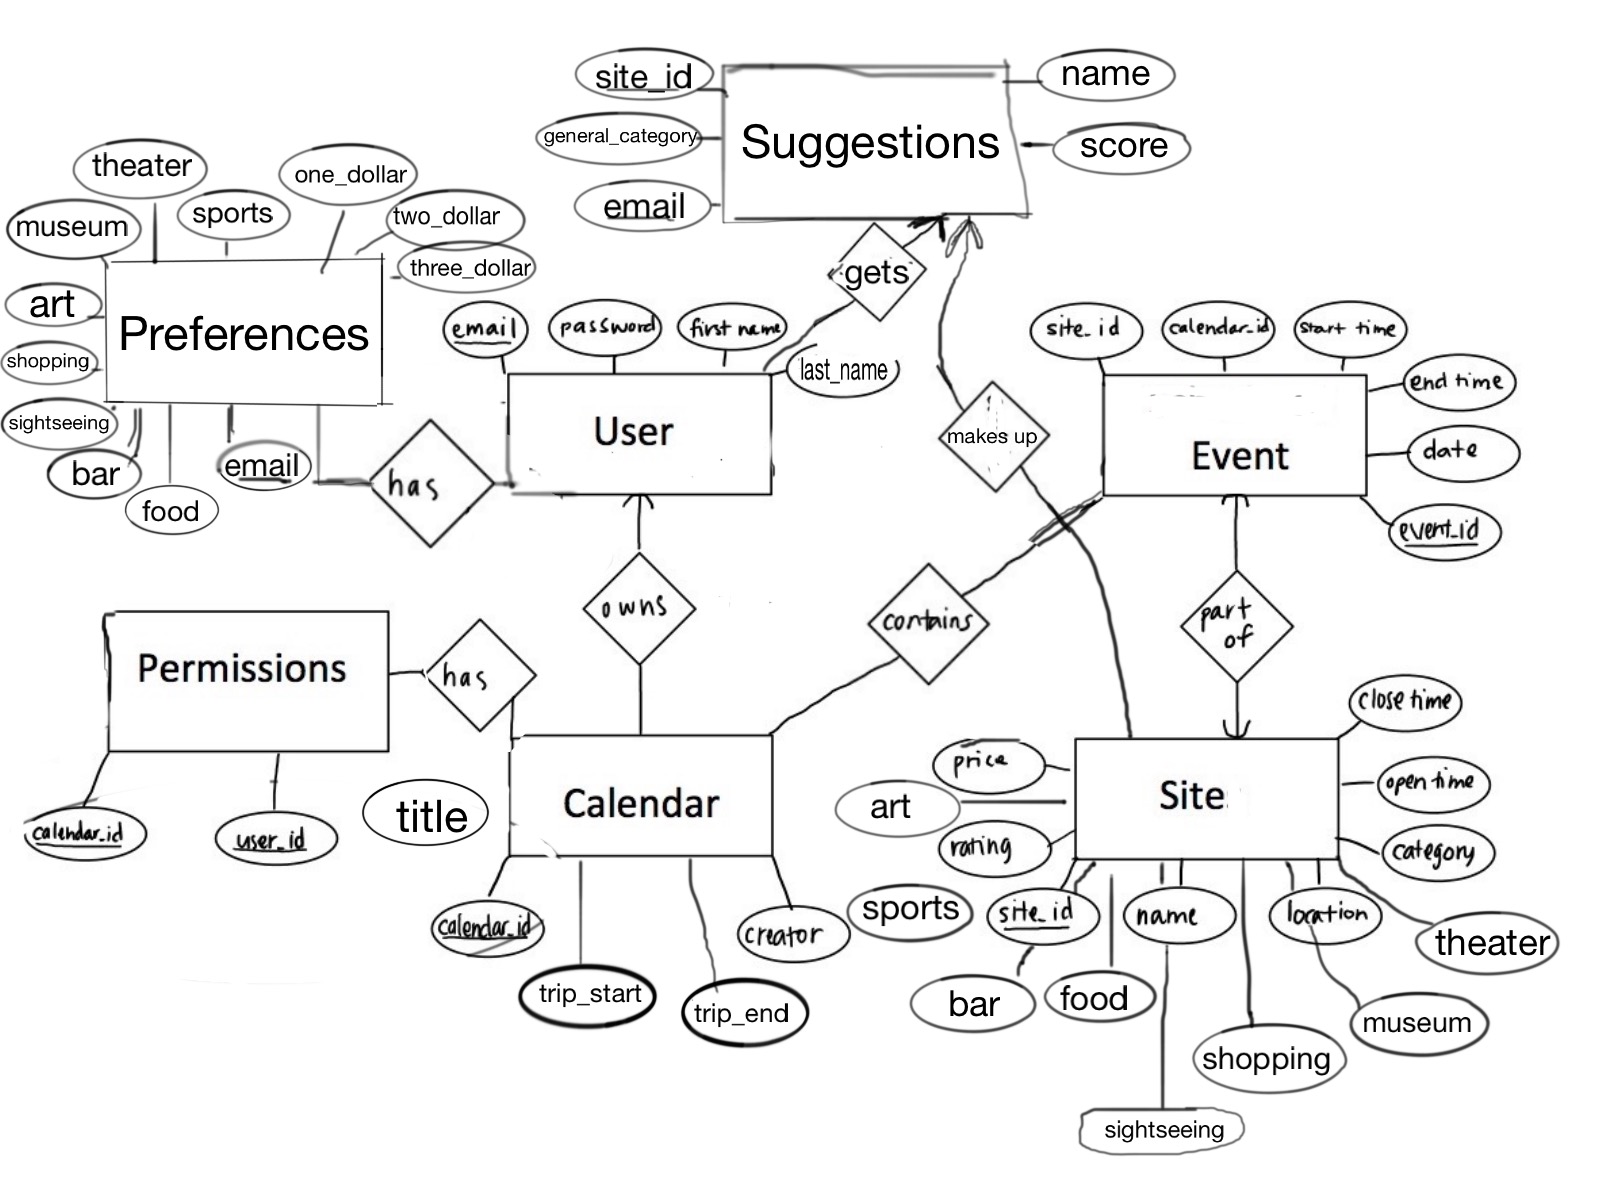 site_id
name
general_category
Suggestions
score
email
theater
one_dollar
museum
sports
two_dollar
three_dollar
art
Preferences
shopping
sightseeing
bar
email
food
has
gets
email
password
first name
last_name
User
makes up
site_id
calendar_id
start time
end time
Event
date
event_id
owns
contains
part
of
Permissions
has
calendar_id
user_id
title
Calendar
calendar_id
creator
trip_start
trip_end
close time
price
Site
open time
art
rating
category
sports
site_id
name
location
theater
bar
food
museum
shopping
sightseeing